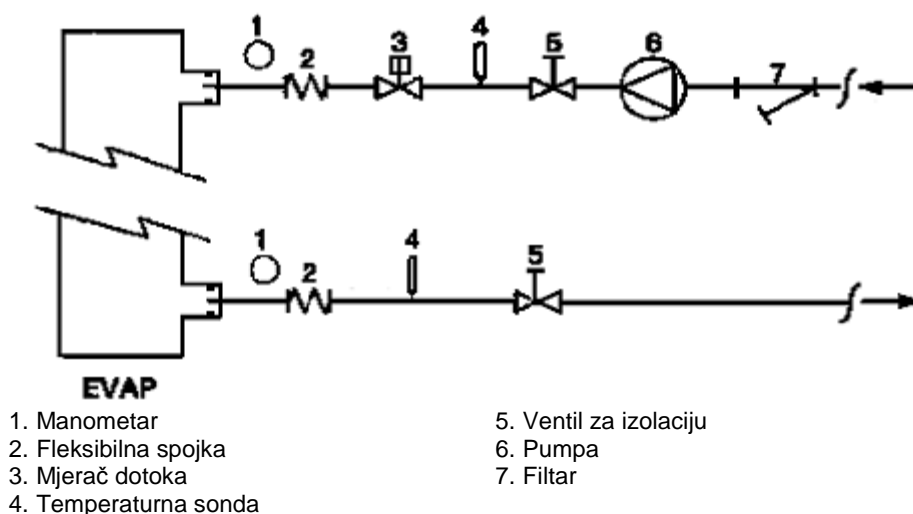 1 2 3 4 5 6 7
1 2 4 5
EVAP
1. Manometar
2. Fleksibilna spojka
3. Mjerač dotoka
4. Temperaturna sonda
5. Ventil za izolaciju
6. Pumpa
7. Filtar